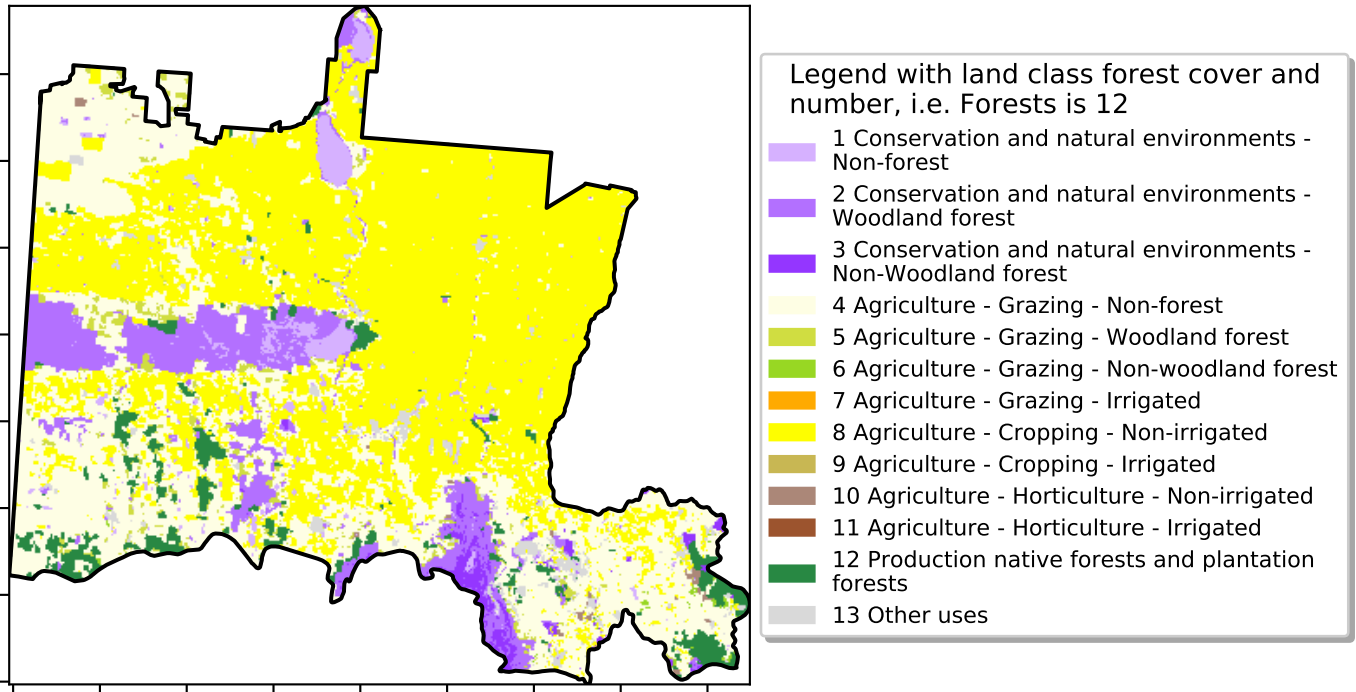 Legend with land class forest cover and
number, i.e. Forests is 12
1 Conservation and natural environments -
Non-forest
2 Conservation and natural environments -
Woodland forest
3 Conservation and natural environments -
Non-Woodland forest
4 Agriculture - Grazing - Non-forest
5 Agriculture - Grazing - Woodland forest
6 Agriculture - Grazing - Non-woodland forest
7 Agriculture - Grazing - Irrigated
8 Agriculture - Cropping - Non-irrigated
9 Agriculture - Cropping - Irrigated
10 Agriculture - Horticulture - Non-irrigated
11 Agriculture - Horticulture - Irrigated
12 Production native forests and plantation
forests
13 Other uses